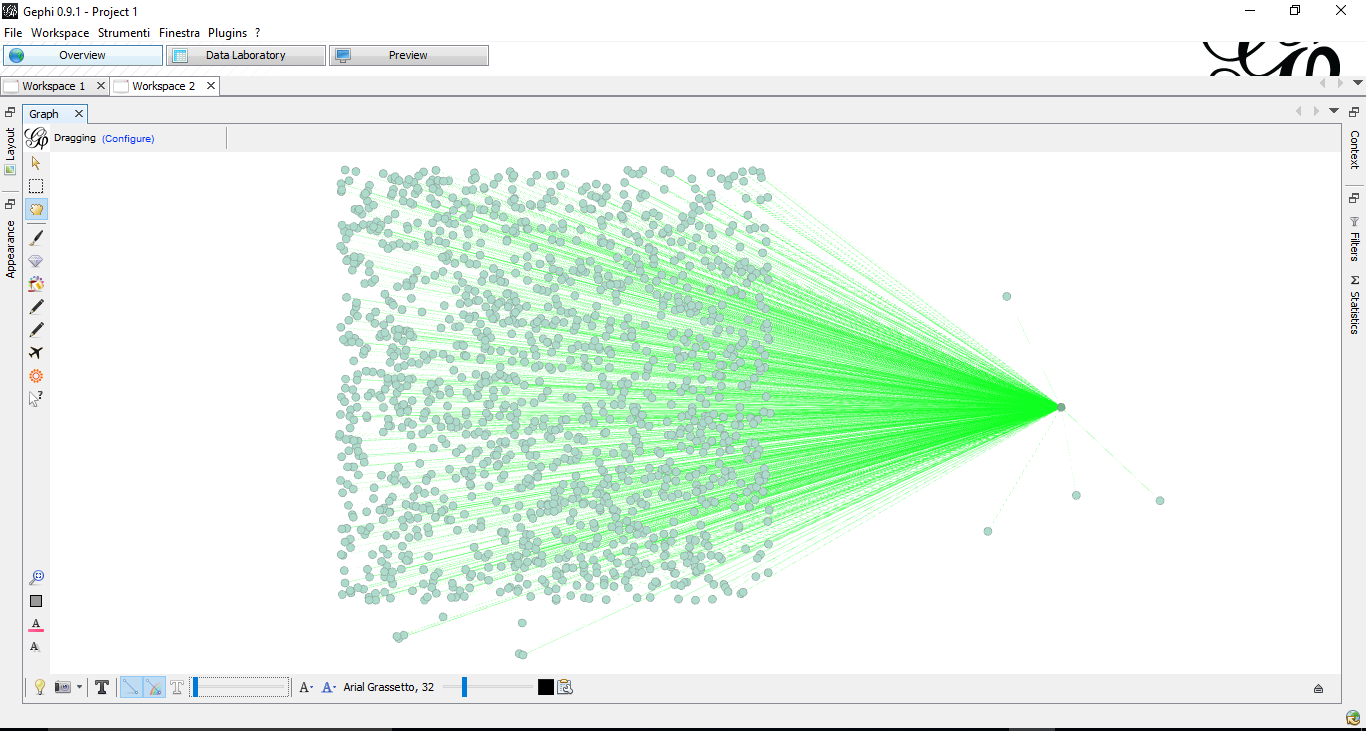 Gephi 0.9.1 - Project 1
File Workspace Strumenti Finestra Plugins ?
Overview Data Laboratory Preview
Workspace 1 Workspace 2
Graph
Dragging (Configure)
Layout
Appearance
Context
Filters
Statistics
Arial Grassetto, 32